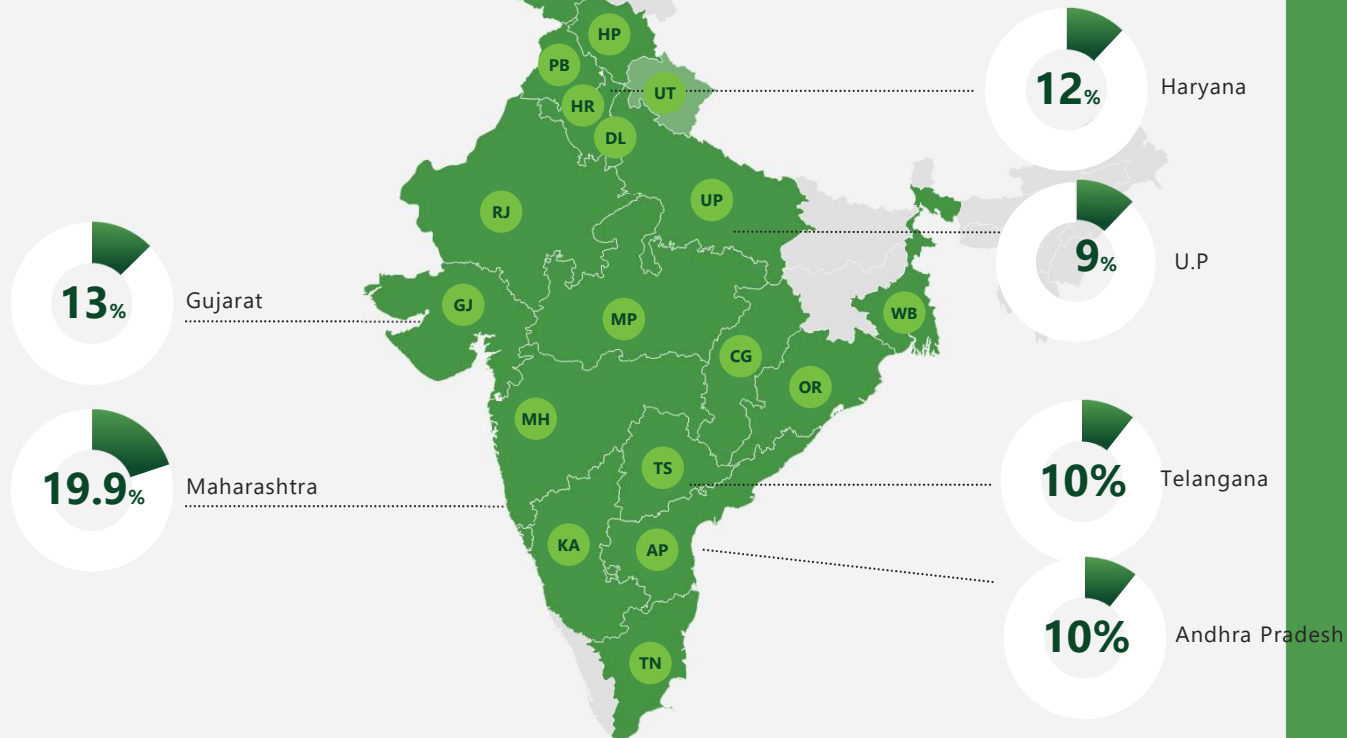 HP
PB
UT
HR
DL
12%
Haryana
RJ
UP
9%
U.P
13%
Gujarat
GJ
MP
WB
CG
OR
MH
19.9%
Maharashtra
TS
10%
Telangana
KA
AP
10%
Andhra Pradesh
TN